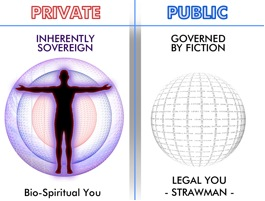 PRIVATE
INHERENTLY
SOVEREIGN
Bio-Spiritual You
PUBLIC
GOVERNED
BY FICTION
LEGAL YOU
- STRAWMAN -